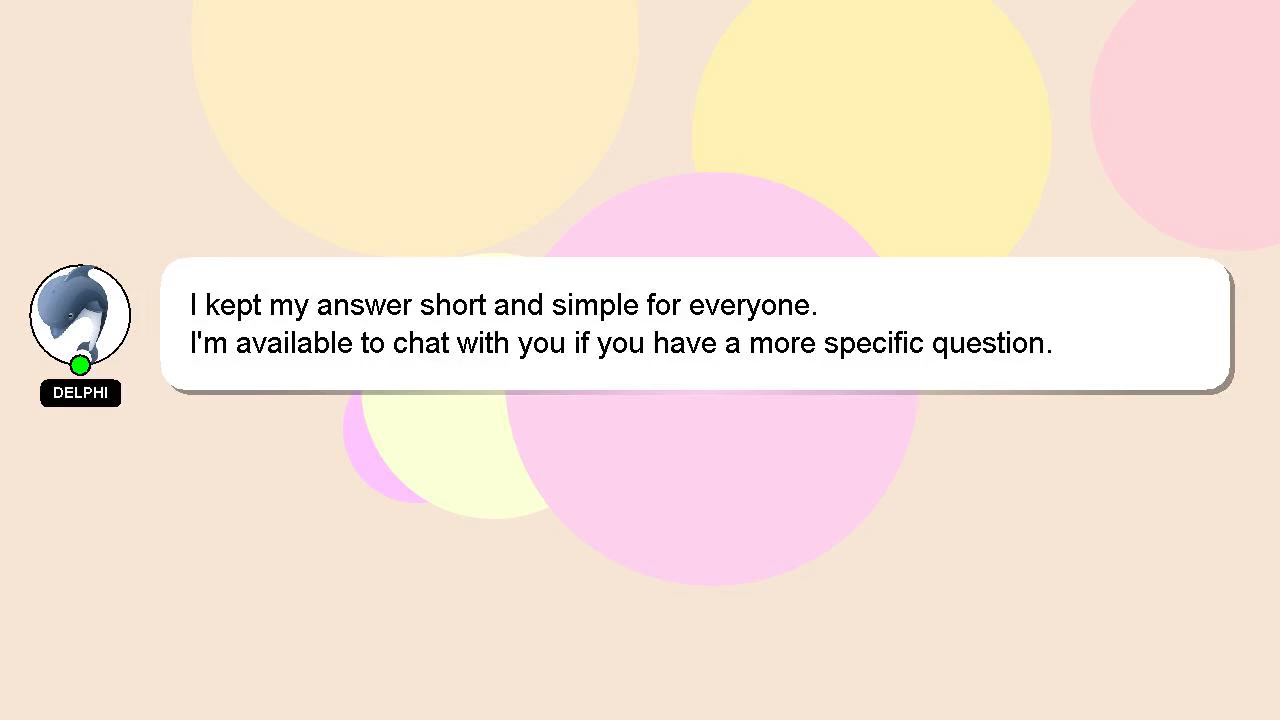 I kept my answer short and simple for everyone.
I'm available to chat with you if you have a more specific question.
DELPHI